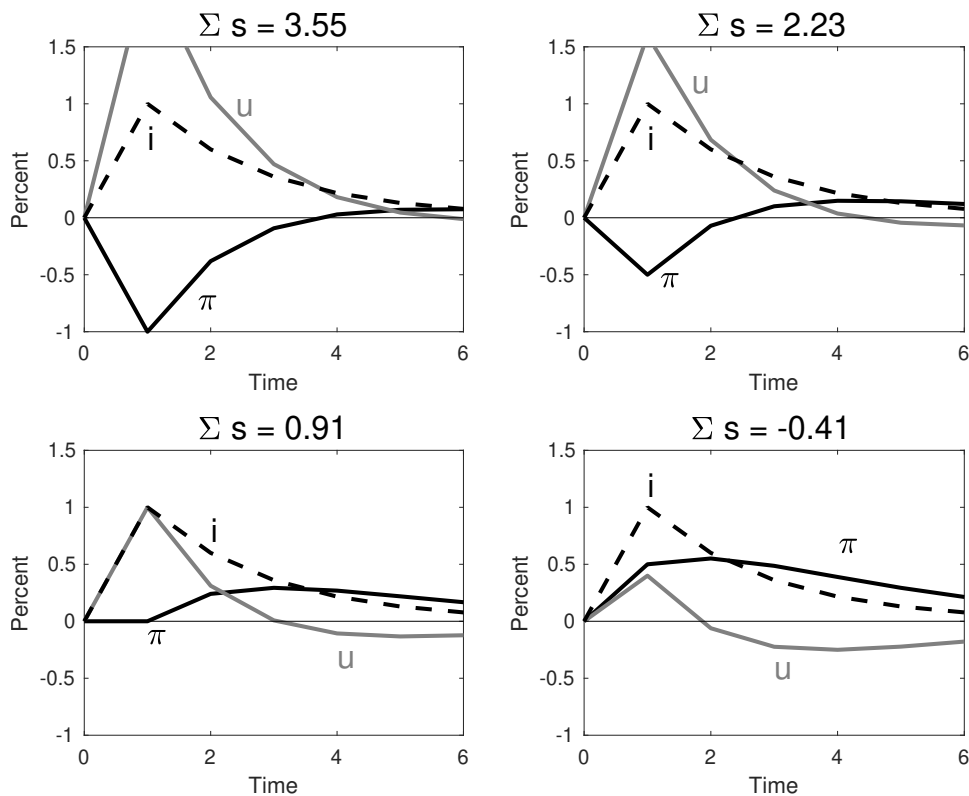 Σ s = 3.55
1.5
1
0.5
0
-0.5
-1
Percent
u
i
π
0 2 4 6
Time
Σ s = 2.23
1.5
1
0.5
0
-0.5
-1
Percent
u
i
π
0 2 4 6
Time
Σ s = 0.91
1.5
1
0.5
0
-0.5
-1
Percent
i
π
u
0 2 4 6
Time
Σ s = -0.41
1.5
1
0.5
0
-0.5
-1
Percent
i
π
u
0 2 4 6
Time